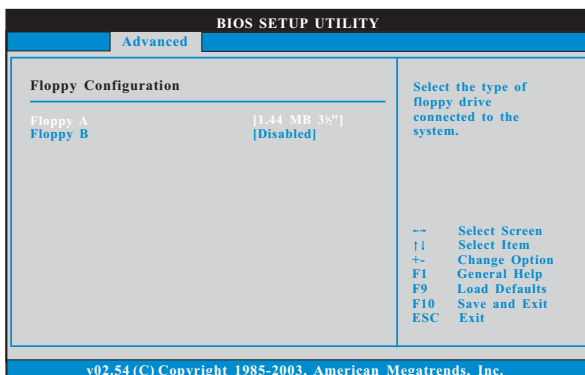 BIOS SETUP UTILITY
Advanced
Floppy Configuration
Floppy A [1.44 MB 3½"]
Floppy B [Disabled]
Select the type of
floppy drive
connected to the
system.
←→ Select Screen
↑↓ Select Item
+- Change Option
F1 General Help
F9 Load Defaults
F10 Save and Exit
ESC Exit
v02.54 (C) Copyright 1985-2003, American Megatrends, Inc.